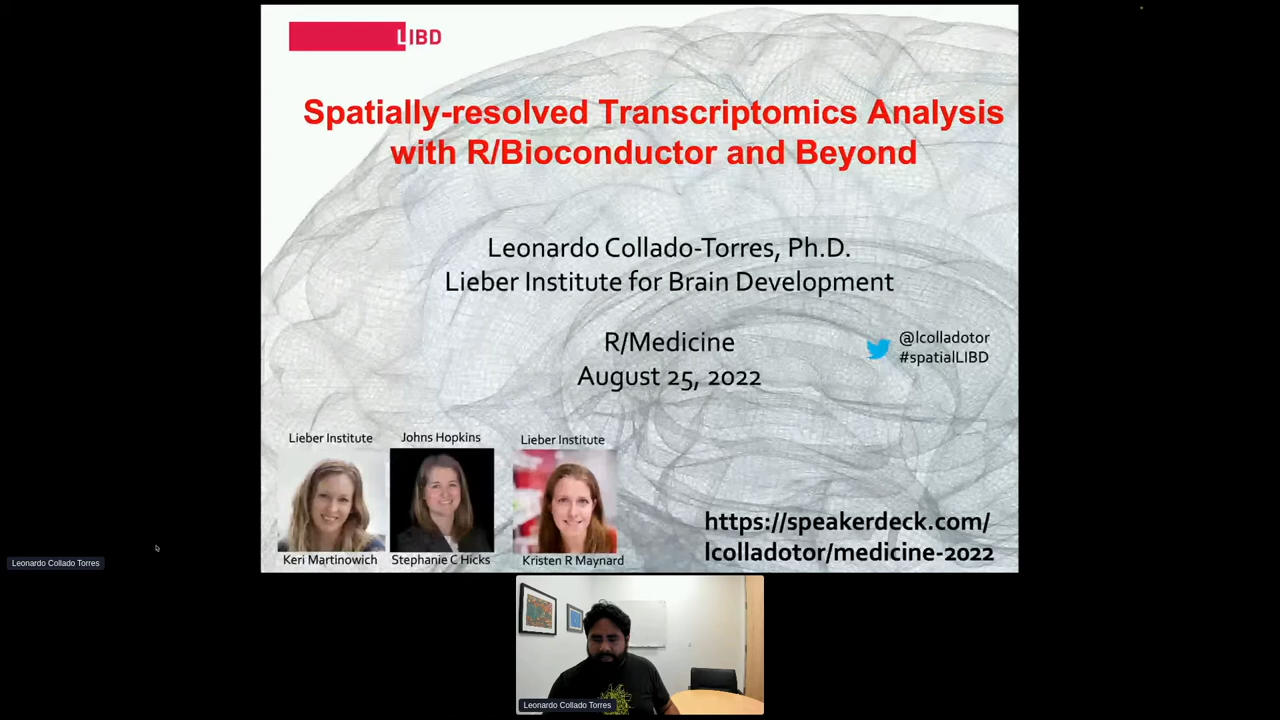 LIBD
Spatially-resolved Transcriptomics Analysis
with R/Bioconductor and Beyond
Leonardo Collado-Torres, Ph.D.
Lieber Institute for Brain Development
R/Medicine
August 25, 2022
@lcolladotor
#spatialLIBD
Lieber Institute
Johns Hopkins
Lieber Institute
Keri Martinowich
Stephanie C Hicks
Kristen R Maynard
https://speakerdeck.com/
lcolladotor/medicine-2022
Leonardo Collado Torres
Leonardo Collado Torres